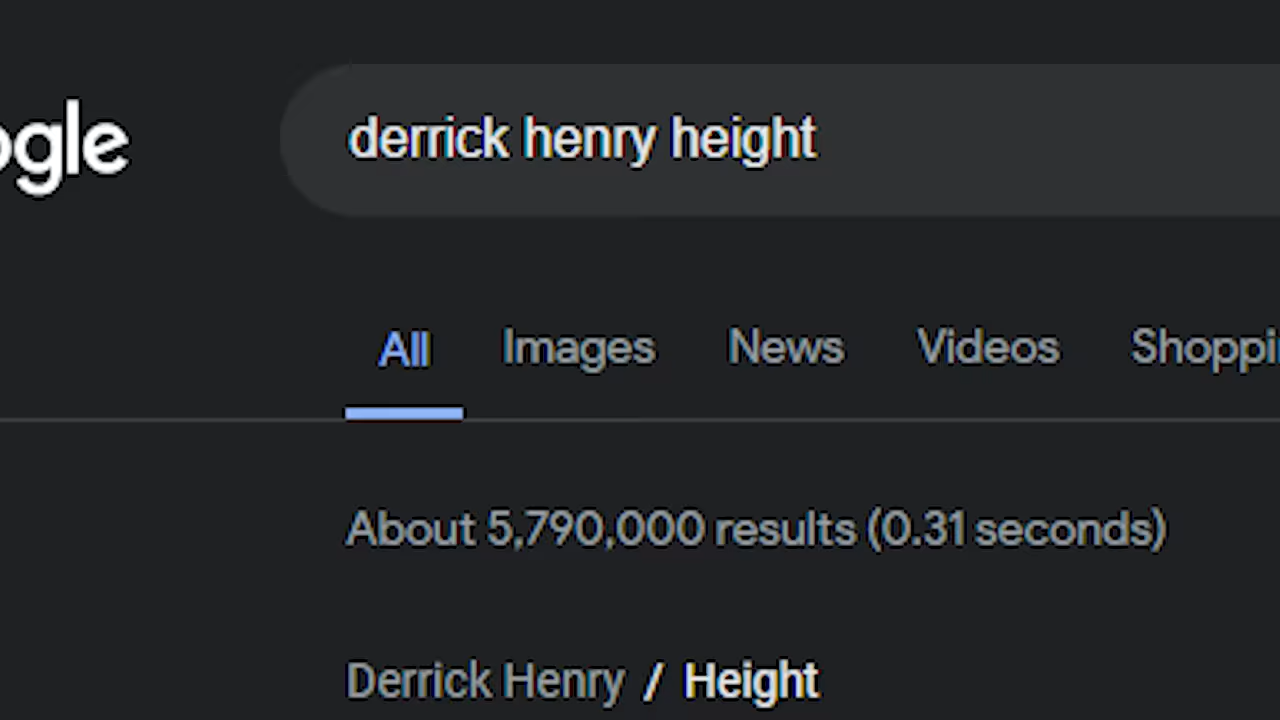 ogle
derrick henry height
All Images News Videos Shoppi
About 5,790,000 results (0.31 seconds)
Derrick Henry / Height